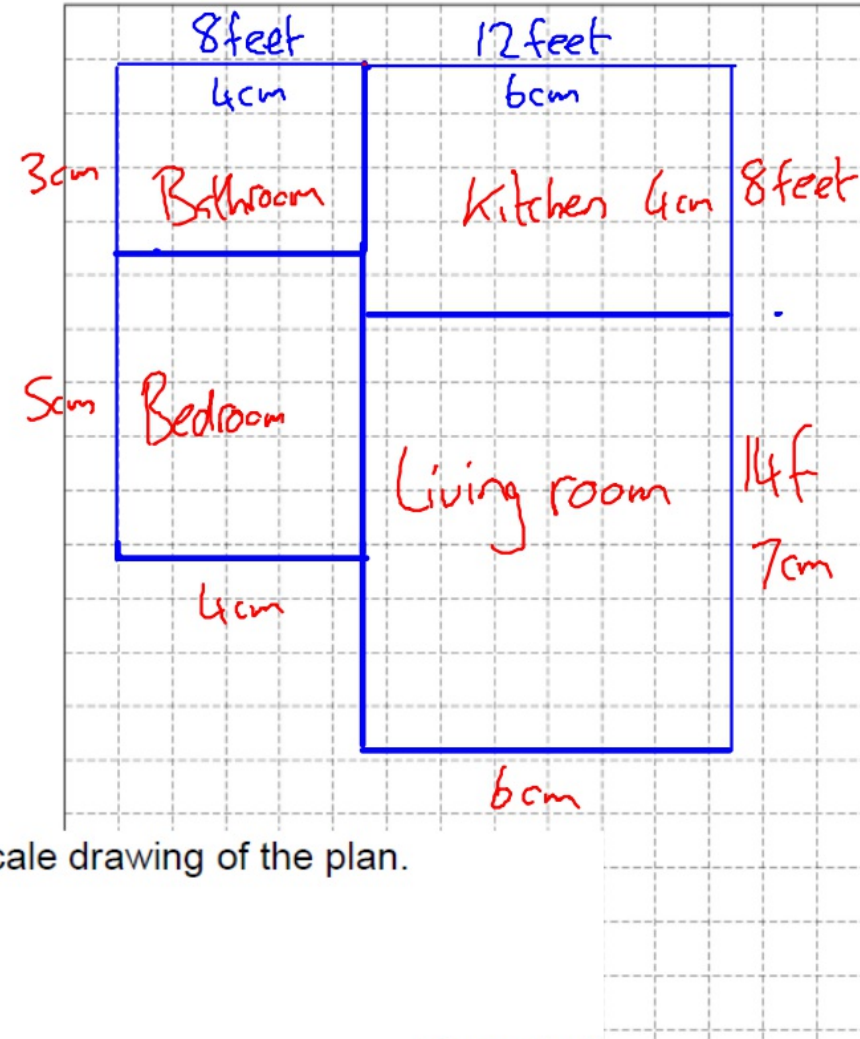 8feet 12feet
4cm 6cm
3cm Bathroom Kitchen 4cm 8feet
5cm Bedroom
Living room 14f
7cm
4cm
6cm
cale drawing of the plan.